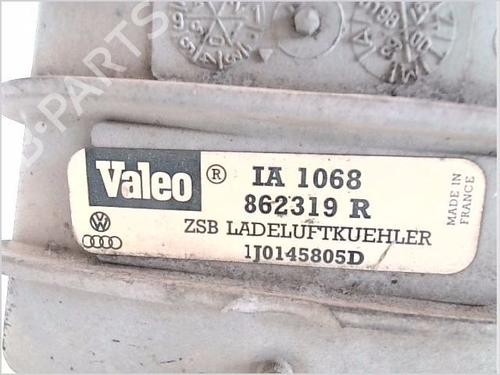 Valeo ®
IA 1068
862319 R
ZSB LADELUFTKUEHLER
1J0145805D
MADE IN
FRANCE